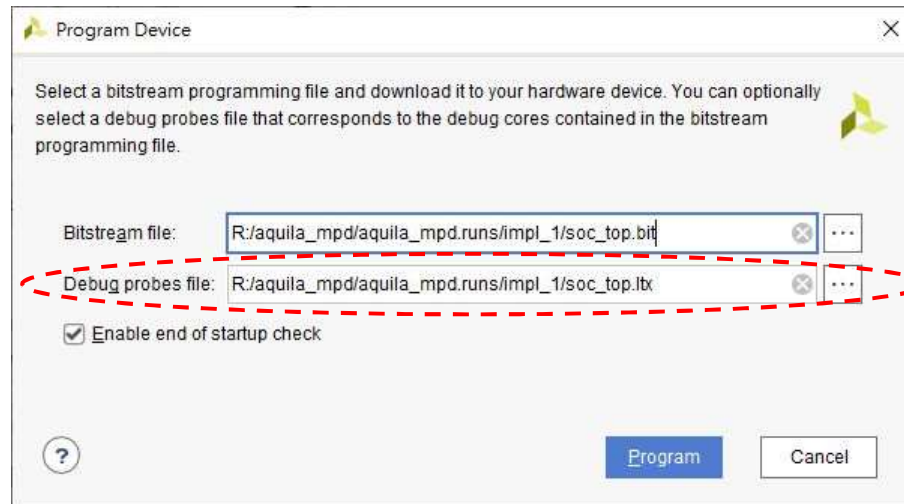 Program Device
Select a bitstream programming file and download it to your hardware device. You can optionally
select a debug probes file that corresponds to the debug cores contained in the bitstream
programming file.
Bitstream file: R:/aquila_mpd/aquila_mpd.runs/impl_1/soc_top.bit ...
Debug probes file: R:/aquila_mpd/aquila_mpd.runs/impl_1/soc_top.ltx ...
Enable end of startup check
? Program Cancel